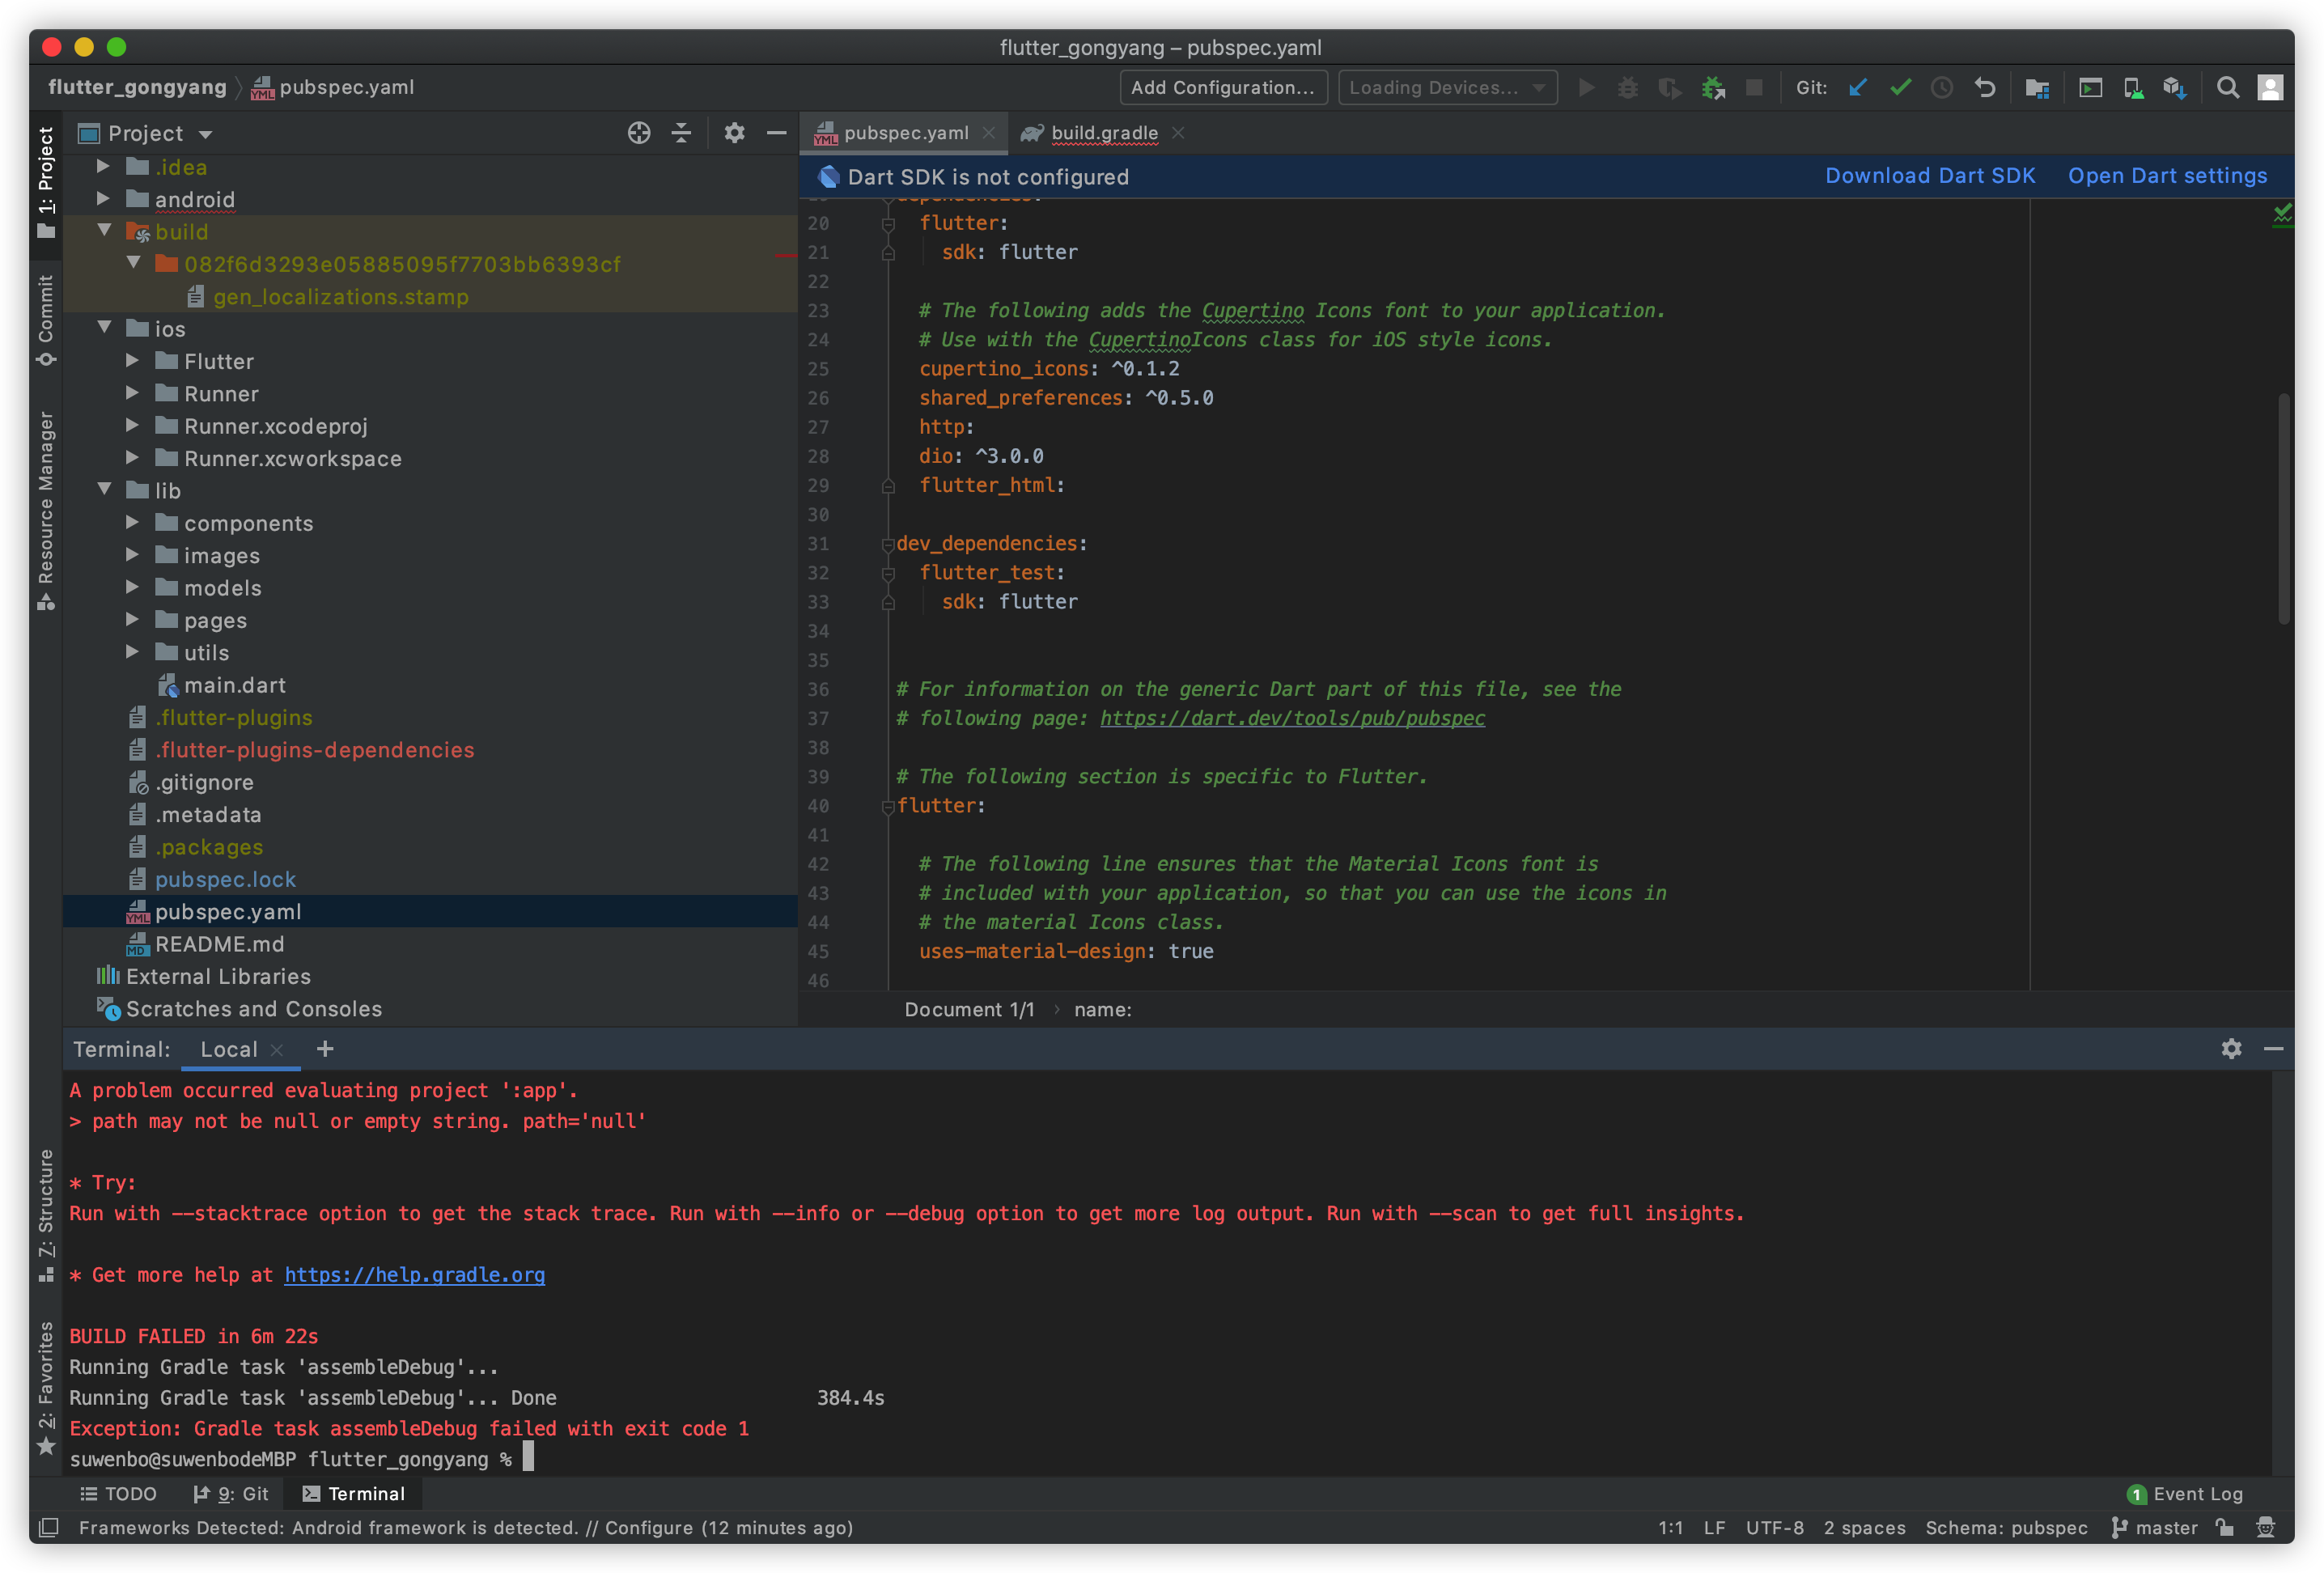 flutter_gongyang – pubspec.yaml
flutter_gongyang pubspec.yaml Add Configuration... Loading Devices... Git:
1: Project
Commit
Resource Manager
7: Structure
2: Favorites
Project
.idea
android
build
082f6d3293e05885095f7703bb6393cf
gen_localizations.stamp
ios
Flutter
Runner
Runner.xcodeproj
Runner.xcworkspace
lib
components
images
models
pages
utils
main.dart
.flutter-plugins
.flutter-plugins-dependencies
.gitignore
.metadata
.packages
pubspec.lock
pubspec.yaml
README.md
External Libraries
Scratches and Consoles
pubspec.yaml build.gradle
Dart SDK is not configured Download Dart SDK Open Dart settings
dependencies:
20 flutter:
21 sdk: flutter
22
23 # The following adds the Cupertino Icons font to your application.
24 # Use with the CupertinoIcons class for iOS style icons.
25 cupertino_icons: ^0.1.2
26 shared_preferences: ^0.5.0
27 http:
28 dio: ^3.0.0
29 flutter_html:
30
31 dev_dependencies:
32 flutter_test:
33 sdk: flutter
34
35
36 # For information on the generic Dart part of this file, see the
37 # following page: https://dart.dev/tools/pub/pubspec
38
39 # The following section is specific to Flutter.
40 flutter:
41
42 # The following line ensures that the Material Icons font is
43 # included with your application, so that you can use the icons in
44 # the material Icons class.
45 uses-material-design: true
46
Document 1/1 › name:
Terminal: Local +
A problem occurred evaluating project ':app'.
> path may not be null or empty string. path='null'
* Try:
Run with --stacktrace option to get the stack trace. Run with --info or --debug option to get more log output. Run with --scan to get full insights.
* Get more help at https://help.gradle.org
BUILD FAILED in 6m 22s
Running Gradle task 'assembleDebug'...
Running Gradle task 'assembleDebug'... Done 384.4s
Exception: Gradle task assembleDebug failed with exit code 1
suwenbo@suwenbodeMBP flutter_gongyang %
TODO 9: Git Terminal 1 Event Log
Frameworks Detected: Android framework is detected. // Configure (12 minutes ago) 1:1 LF UTF-8 2 spaces Schema: pubspec master